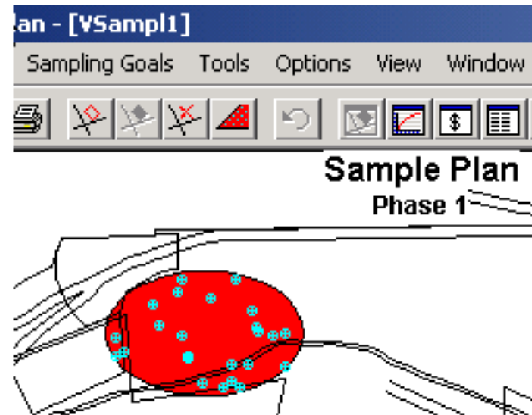 lan - [VSampl1]
Sampling Goals Tools Options View Window
$
Sample Plan
Phase 1